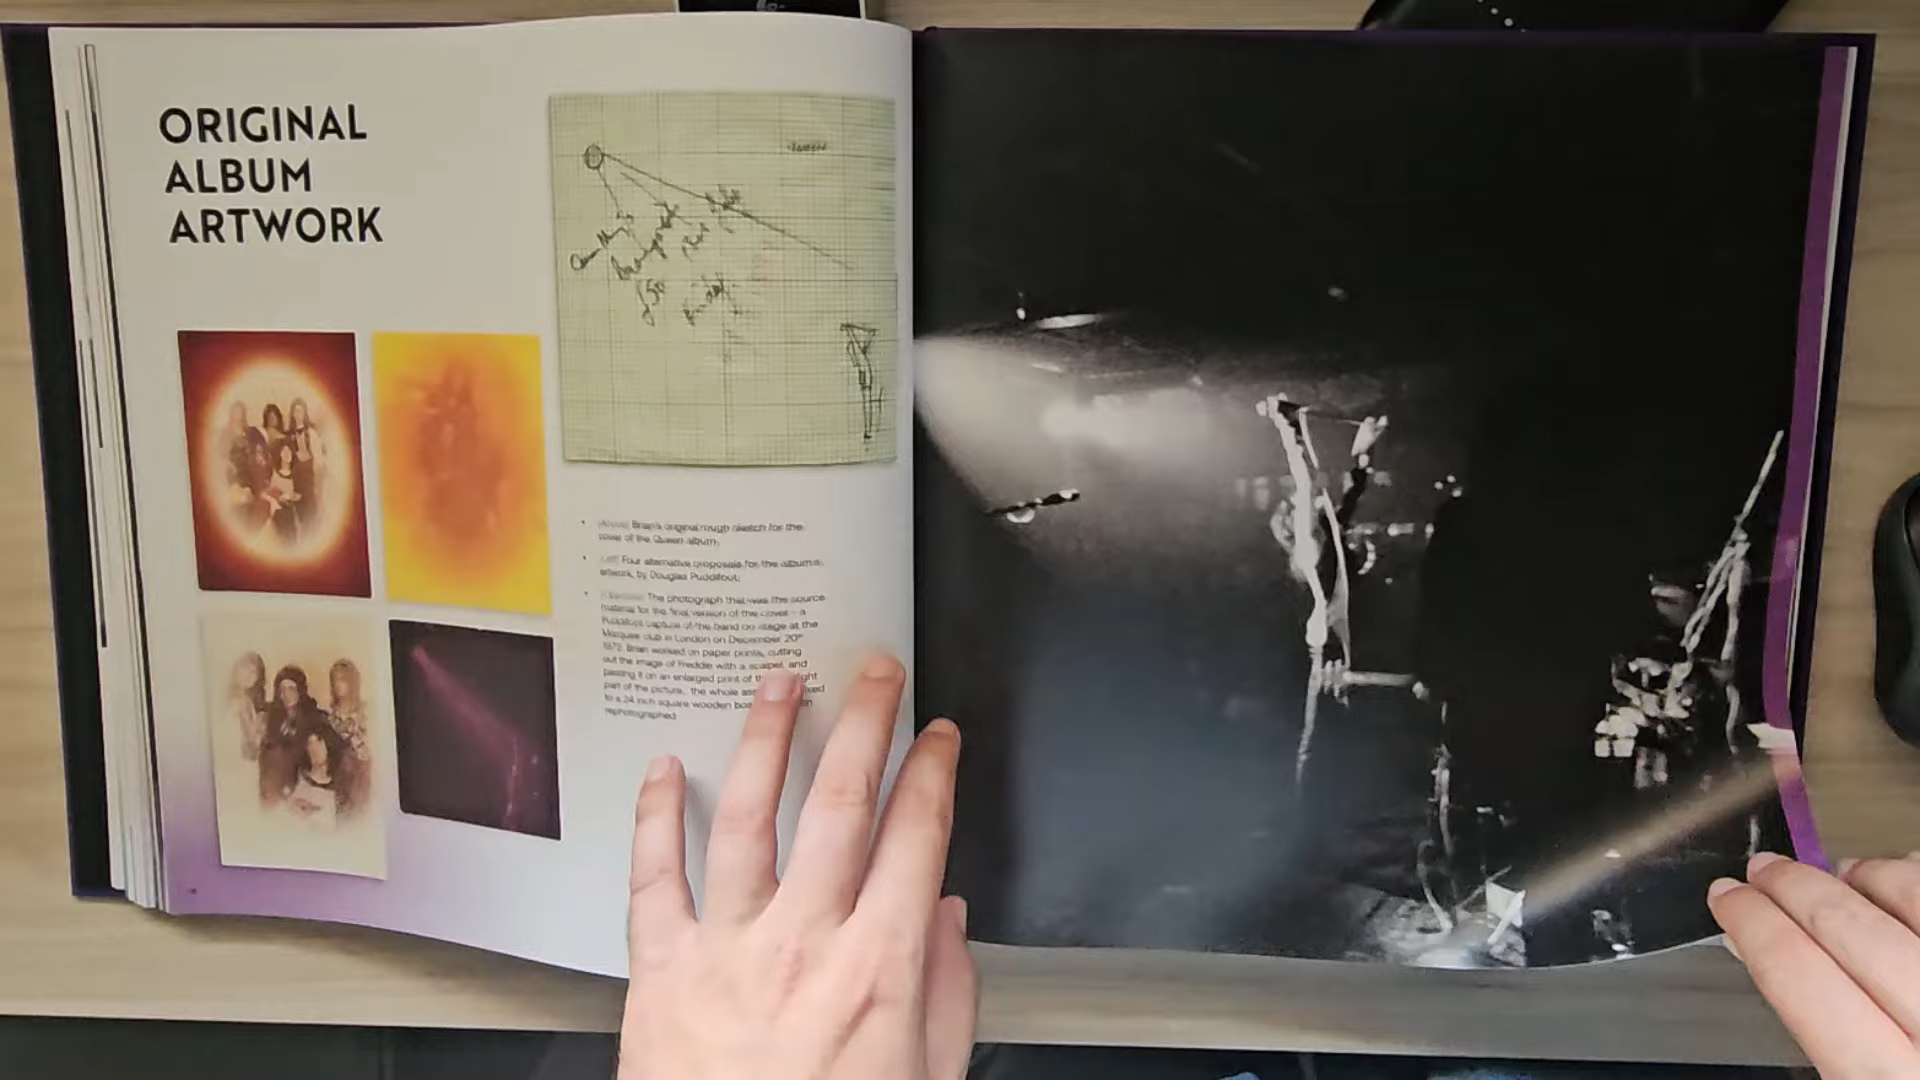 ORIGINAL
ALBUM
ARTWORK
£50
(Above) Brian's original rough sketch for the
cover of the Queen album.
(Left) Four alternative proposals for the album's
artwork, by Douglas Puddifoot.
The photograph that was the source
material for the final version of the cover – a
Puddifoot capture of the band on stage at the
Marquee club in London on December 20th
1972. Brian worked on paper prints, cutting
out the image of Freddie with a scalpel, and
pasting it on an enlarged print of
part of the picture, the whole
to a 24 inch square wooden
rephotographed.